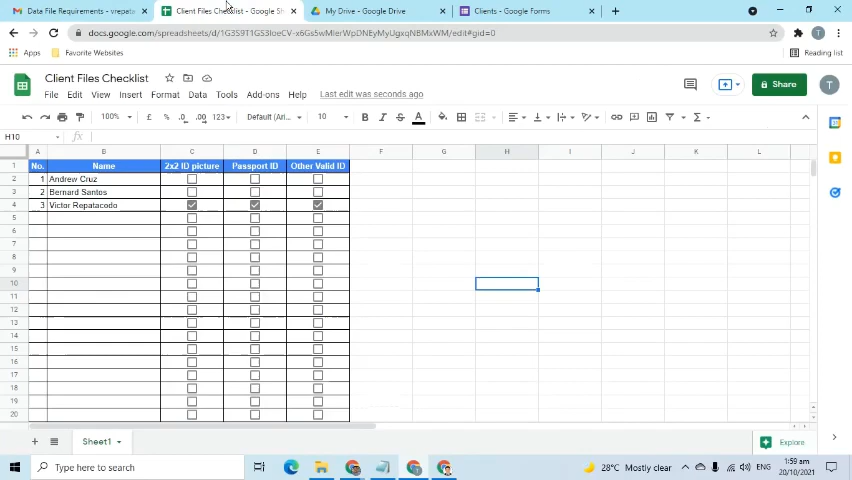 Data File Requirements - vrepat
Client Files Checklist - Google Sh
My Drive - Google Drive
Clients - Google Forms
docs.google.com/spreadsheets/d/1G3S9T1GS3IoeCV-x6Gs5wMlerWpDNEyMyUgxqNBMxWM/edit#gid=0
T
Apps
Favorite Websites
Reading list
Client Files Checklist
File Edit View Insert Format Data Tools Add-ons Help Last edit was seconds ago
Share
T
100% £ % .0 .00 123 Default (Ari... 10 B I S A
H10 fx
A B C D E F G H I J K L
1 No. Name 2x2 ID picture Passport ID Other Valid ID
2 1 Andrew Cruz
3 2 Bernard Santos
4 3 Victor Repatacodo
5
6
7
8
9
10
11
12
13
14
15
16
17
18
19
20
Sheet1
Explore
Type here to search
28°C Mostly clear
ENG
1:59 am
20/10/2021